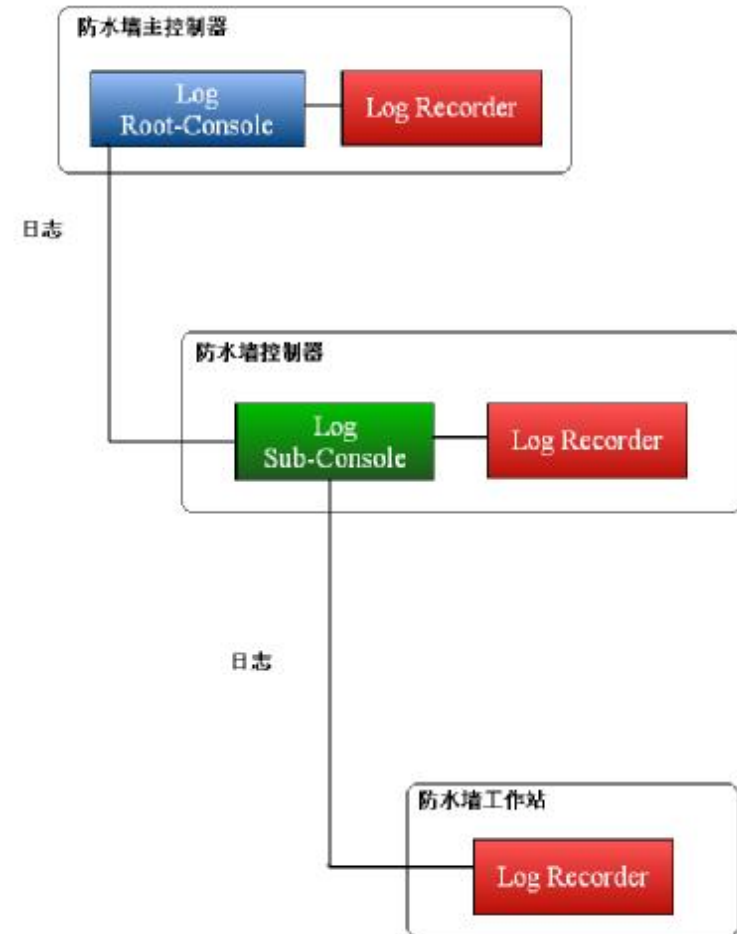 防水墙主控制器
Log
Root-Console
Log Recorder
日志
防水墙控制器
Log
Sub-Console
Log Recorder
日志
防水墙工作站
Log Recorder